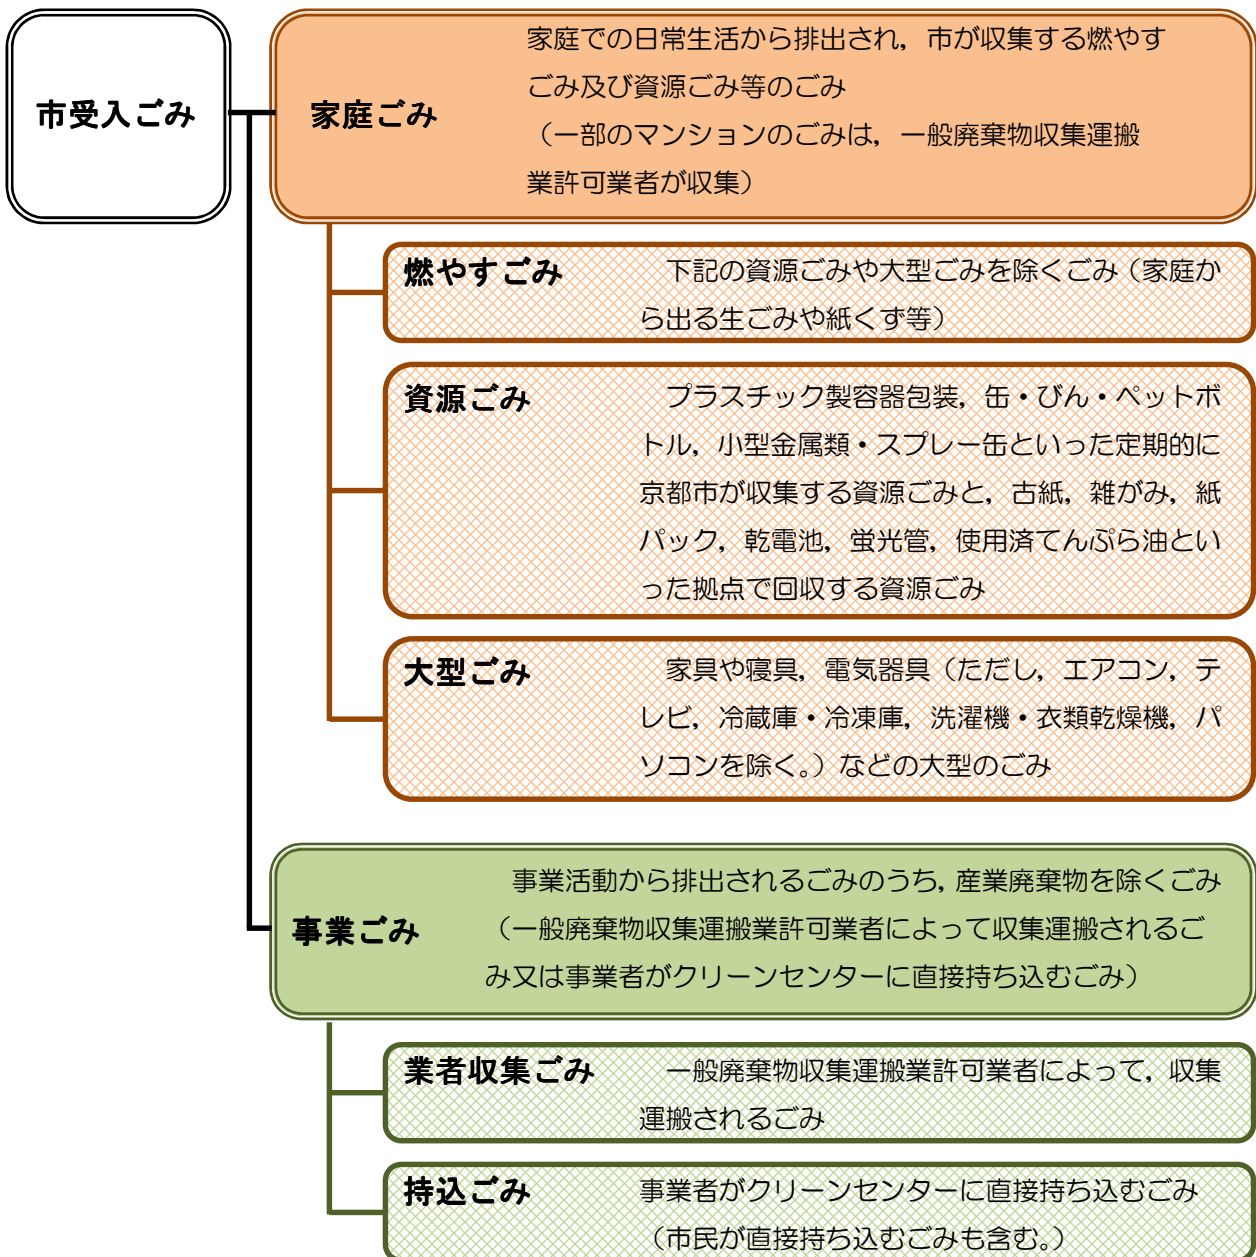 市受入ごみ
家庭ごみ
家庭での日常生活から排出され，市が収集する燃やす
ごみ及び資源ごみ等のごみ
（一部のマンションのごみは，一般廃棄物収集運搬
業許可業者が収集）
燃やすごみ
下記の資源ごみや大型ごみを除くごみ（家庭か
ら出る生ごみや紙くず等）
資源ごみ
プラスチック製容器包装，缶・びん・ペットボ
トル，小型金属類・スプレー缶といった定期的に
京都市が収集する資源ごみと，古紙，雑がみ，紙
パック，乾電池，蛍光管，使用済てんぷら油とい
った拠点で回収する資源ごみ
大型ごみ
家具や寝具，電気器具（ただし，エアコン，テ
レビ，冷蔵庫・冷凍庫，洗濯機・衣類乾燥機，パ
ソコンを除く。）などの大型のごみ
事業ごみ
事業活動から排出されるごみのうち，産業廃棄物を除くごみ
（一般廃棄物収集運搬業許可業者によって収集運搬されるご
み又は事業者がクリーンセンターに直接持ち込むごみ）
業者収集ごみ
一般廃棄物収集運搬業許可業者によって，収集
運搬されるごみ
持込ごみ
事業者がクリーンセンターに直接持ち込むごみ
（市民が直接持ち込むごみも含む。）